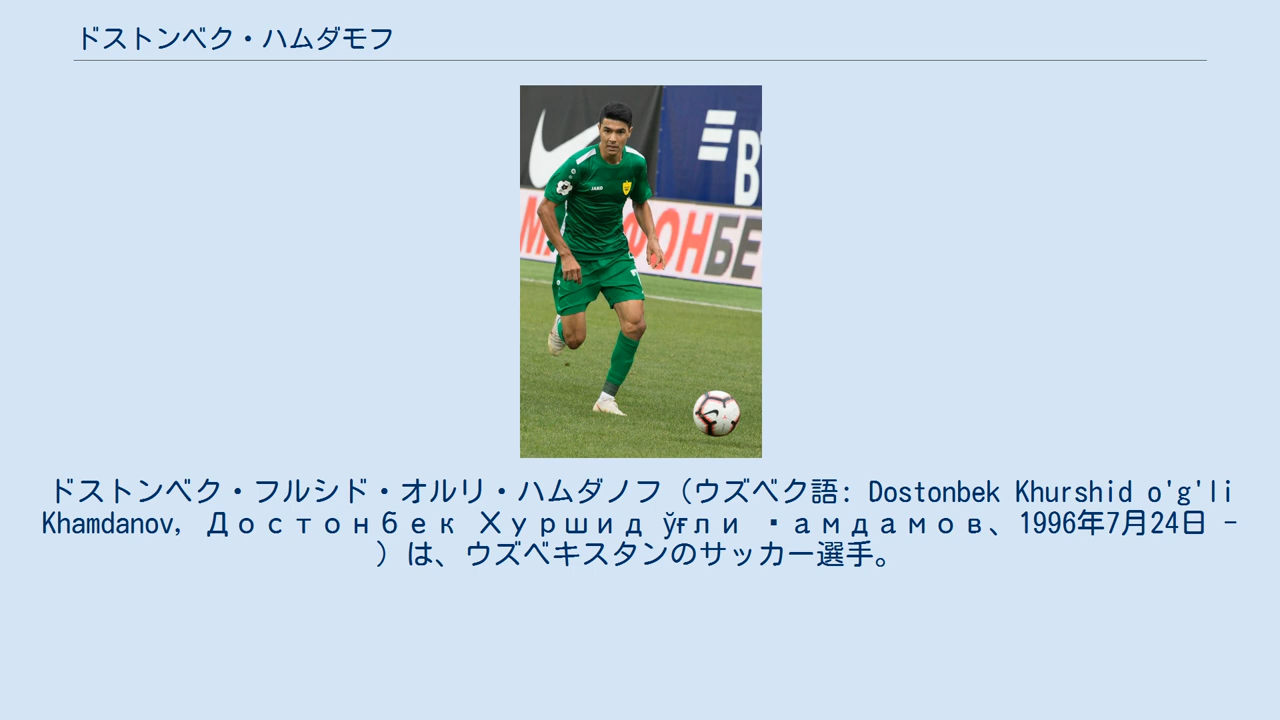 ドストンベク・ハムダモフ
JAKO
ФОНБЕ
ドストンベク・フルシド・オルリ・ハムダノフ（ウズベク語: Dostonbek Khurshid o'g'li
Khamdanov, Достонбек Хуршид ўғли ▪амдамов、1996年7月24日 -
）は、ウズベキスタンのサッカー選手。